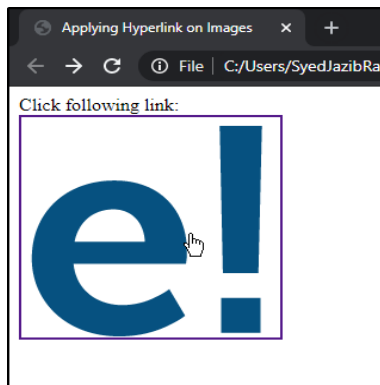 Applying Hyperlink on Images
File C:/Users/SyedJazibRa
Click following link:
e!